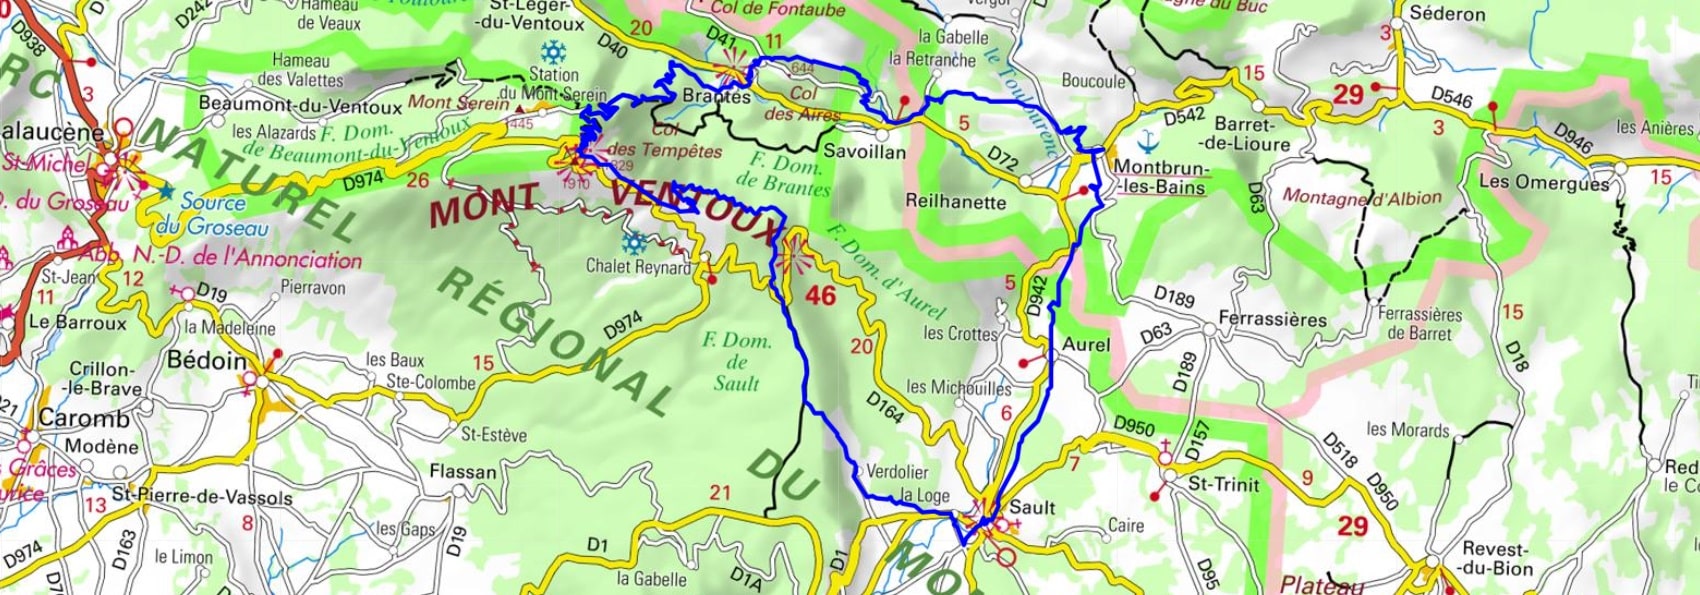 D938
D242
Hameau
de Veaux
St-Léger-
-du-Ventoux
20
D40
D41
Col de Fontaube
11
la Gabelle
la Retranche
Boucoule
Séderon
3
Hameau
des Valettes
Station
du Mont Serein
644
Brantes
Col
des Aires
le Toulourenc
15
29
D546
3
Beaumont-du-Ventoux
Mont Serein
1445
les Alazards
F. Dom.
de Beaumont-du-Ventoux
Col
des Tempêtes
1829
1910
Savoillan
5
D72
D542
Barret-
-de-Lioure
D946
les Anières
Malaucène
St-Michel
D974
26
F. Dom.
de Brantes
Reilhanette
Montbrun-
-les-Bains
Les Omergues
15
N.-D. du Groseau
Source
du Groseau
PARC
NATUREL
RÉGIONAL
DU
MONT VENTOUX
D63
Montagne d'Albion
Abb. N.-D. de l'Annonciation
St-Jean
12
11
Pierravon
Chalet Reynard
F. Dom. d'Aurel
46
5
D942
D189
Le Barroux
D19
la Madeleine
D974
F. Dom.
de
Sault
20
les Crottes
Aurel
D63
Ferrassières
Ferrassières
de Barret
15
D18
Bédoin
Crillon-
-le-Brave
les Baux
Ste-Colombe
15
D189
les Michouilles
D164
6
Caromb
Modène
St-Estève
D950
D157
7
les Morards
D518
Flassan
Verdolier
la Loge
Sault
St-Trinit
9
D950
13
St-Pierre-de-Vassols
8
21
les Gaps
D19
Caire
29
D974
D163
le Limon
D1
la Gabelle
D1A
D1
D95
Revest-
-du-Bion
Plateau